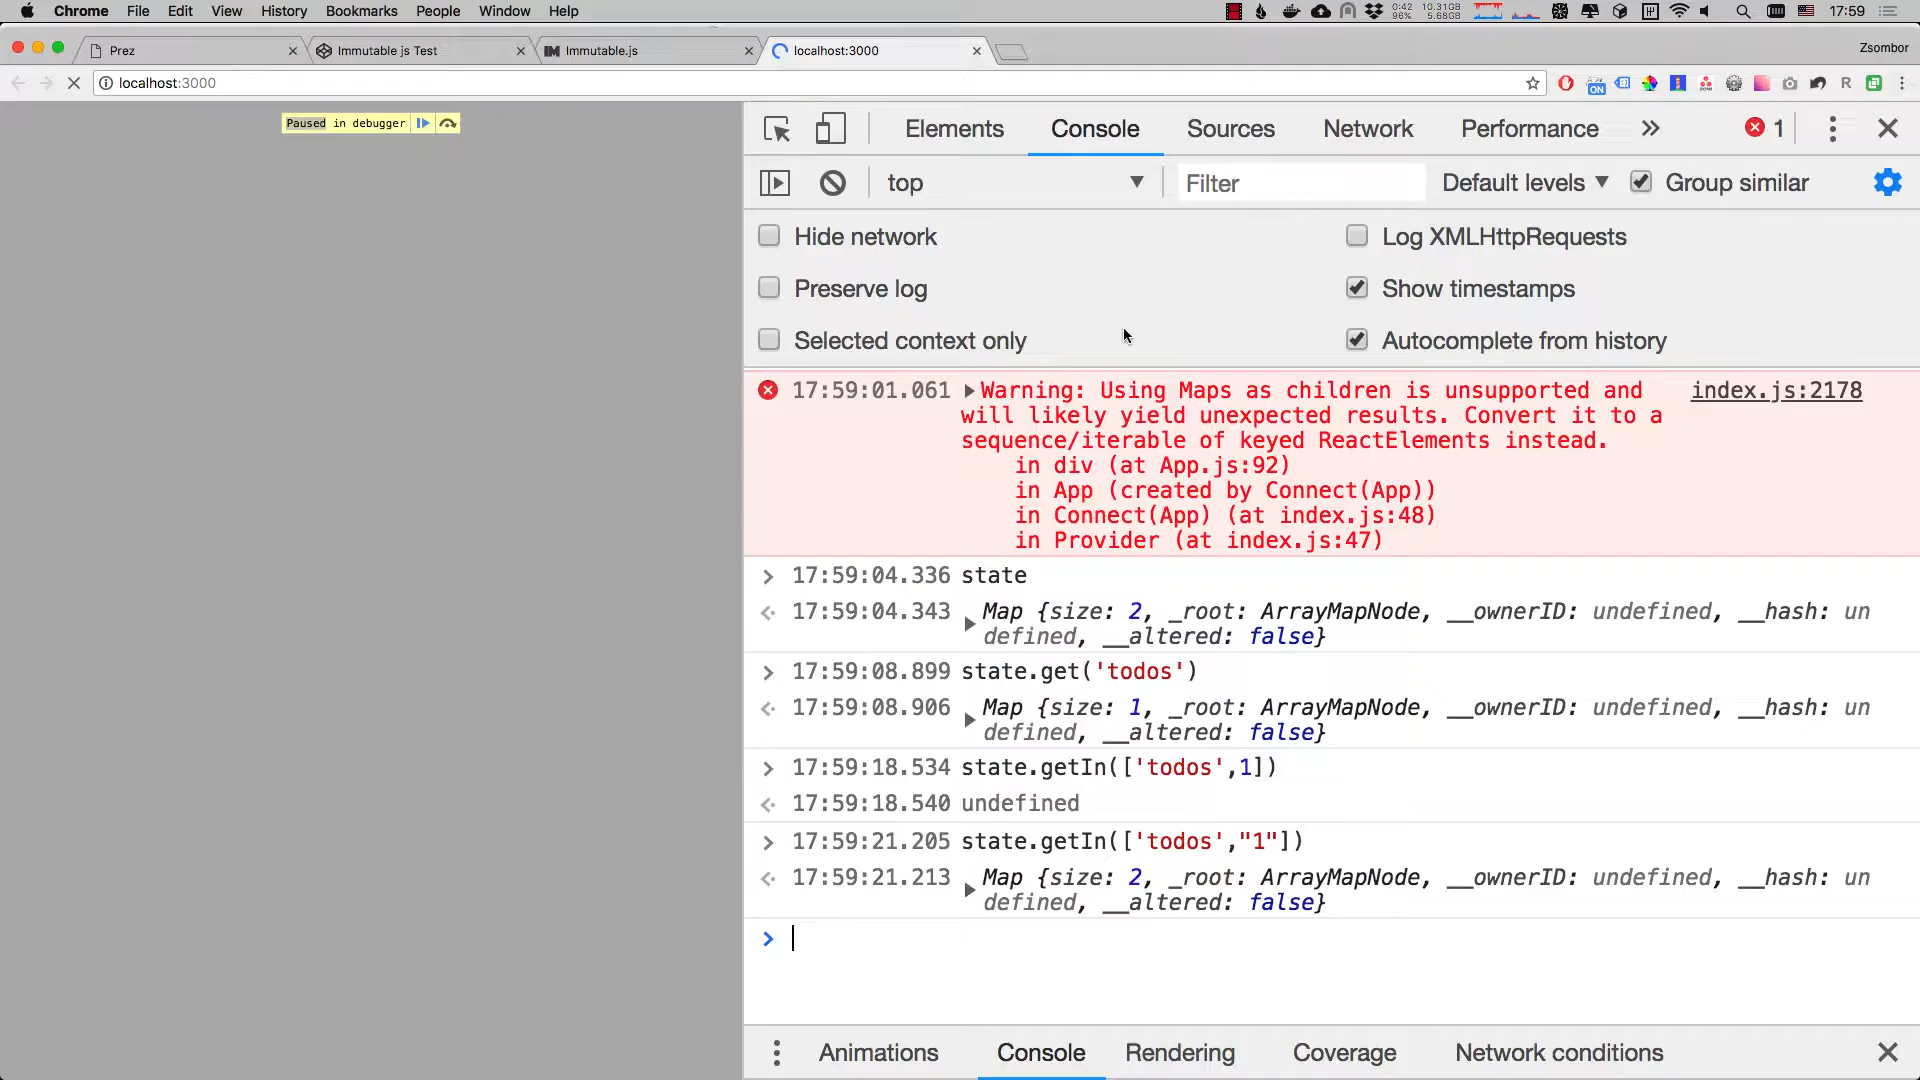 Chrome File Edit View History Bookmarks People Window Help 0:42 96% 10.31GB 5.68GB 17:59
Prez Immutable js Test IM Immutable.js localhost:3000 Zsombor
localhost:3000
ON R
Paused in debugger
Elements Console Sources Network Performance 1
top Filter Default levels Group similar
Hide network Log XMLHttpRequests
Preserve log Show timestamps
Selected context only Autocomplete from history
17:59:01.061 Warning: Using Maps as children is unsupported and index.js:2178
will likely yield unexpected results. Convert it to a
sequence/iterable of keyed ReactElements instead.
in div (at App.js:92)
in App (created by Connect(App))
in Connect(App) (at index.js:48)
in Provider (at index.js:47)
17:59:04.336 state
17:59:04.343 Map {size: 2, _root: ArrayMapNode, __ownerID: undefined, __hash: un
defined, __altered: false}
17:59:08.899 state.get('todos')
17:59:08.906 Map {size: 1, _root: ArrayMapNode, __ownerID: undefined, __hash: un
defined, __altered: false}
17:59:18.534 state.getIn(['todos',1])
17:59:18.540 undefined
17:59:21.205 state.getIn(['todos',"1"])
17:59:21.213 Map {size: 2, _root: ArrayMapNode, __ownerID: undefined, __hash: un
defined, __altered: false}
Animations Console Rendering Coverage Network conditions